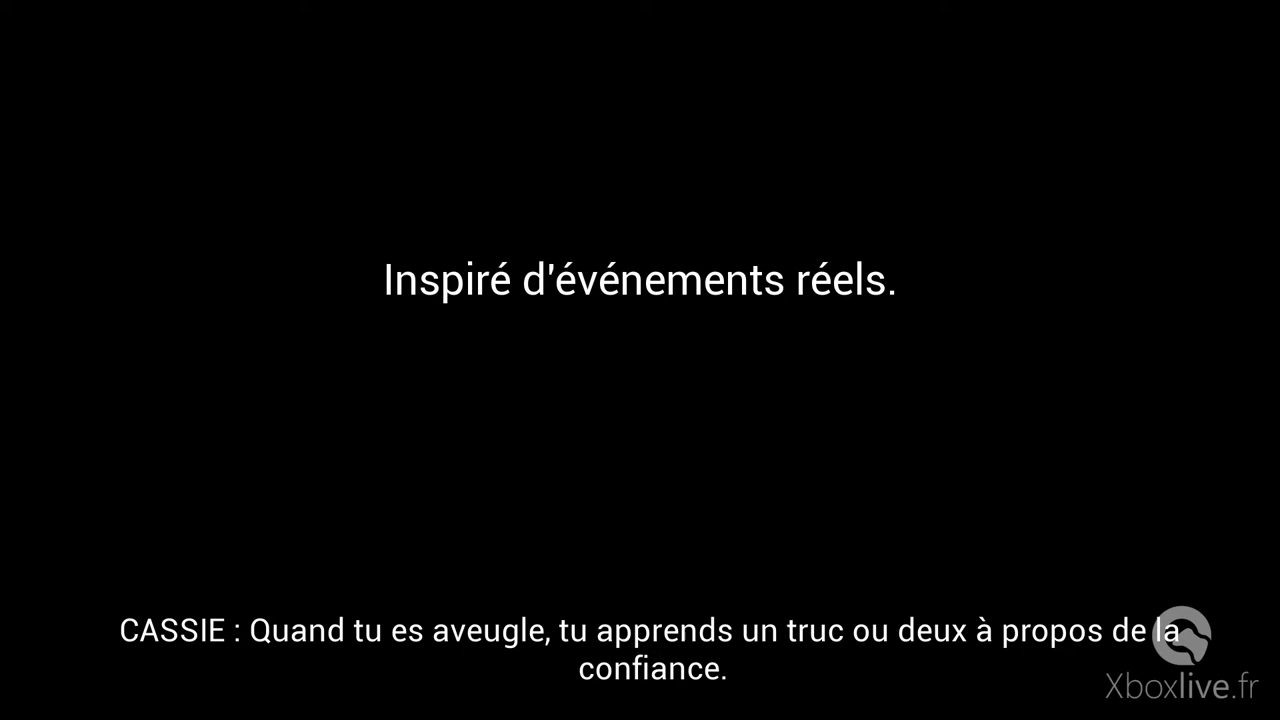 Inspiré d'événements réels.
CASSIE : Quand tu es aveugle, tu apprends un truc ou deux à propos de la
confiance.
Xboxlive.fr